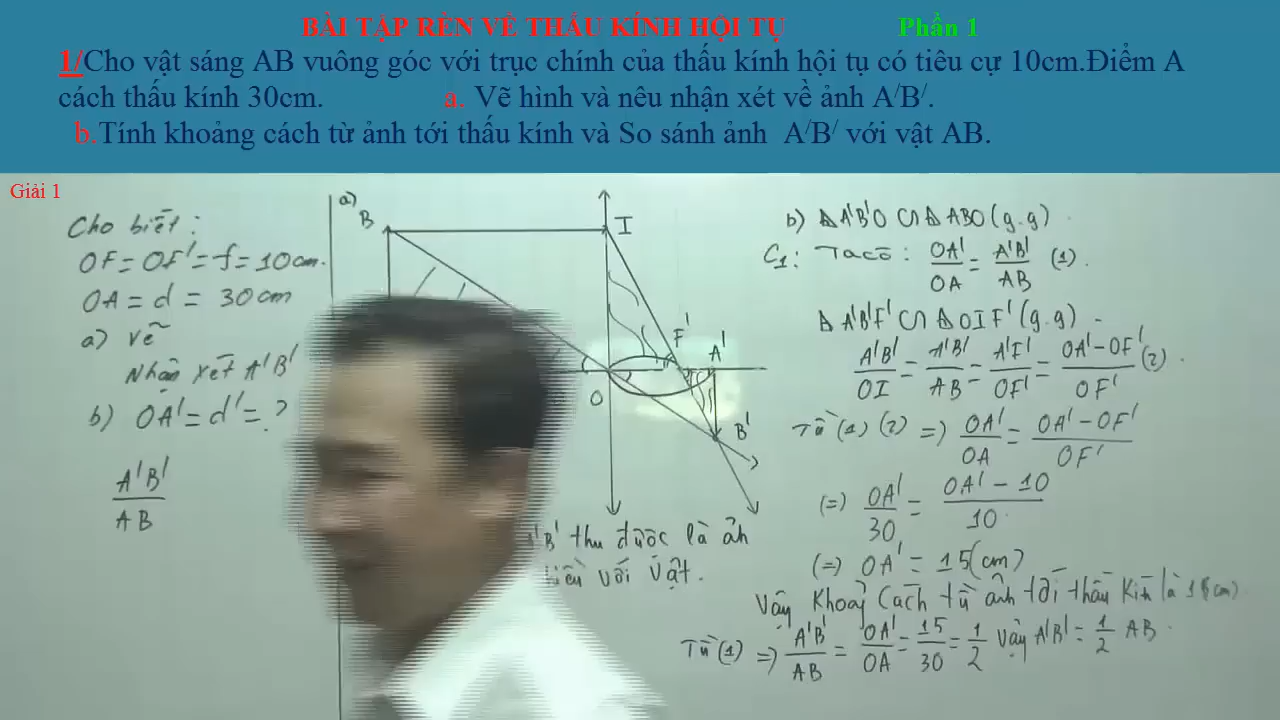 BÀI TẬP RÈN VỀ THẤU KÍNH HỘI TỤ Phần 1
1/Cho vật sáng AB vuông góc với trục chính của thấu kính hội tụ có tiêu cự 10cm.Điểm A
cách thấu kính 30cm. a. Vẽ hình và nêu nhận xét về ảnh A/B/.
b.Tính khoảng cách từ ảnh tới thấu kính và So sánh ảnh A/B/ với vật AB.
Giải 1
Cho biết:
OF = OF' = f = 10cm.
OA = d = 30cm
a) Vẽ
Nhận xét A'B'
b) OA' = d' = ?
A'B'/AB
a)
B
I
F'
A'
O
B'
A'B' thu được là ảnh
với vật.
b) Δ A'B'O ∽ Δ ABO (g.g).
C1: Ta có: OA'/OA = A'B'/AB (1).
Δ A'B'F' ∽ Δ OIF' (g.g)
A'B'/OI = A'B'/AB = A'F'/OF' = OA' - OF'/OF' (2).
Từ (1) (2) => OA'/OA = OA' - OF'/OF'
(=) OA'/30 = OA' - 10/10
(=) OA' = 15(cm)
Vậy Khoả Cách từ ảnh tới thấu Kính là 15(cm)
Từ (1) => A'B'/AB = OA'/OA = 15/30 = 1/2 Vậy A'B' = 1/2 AB.